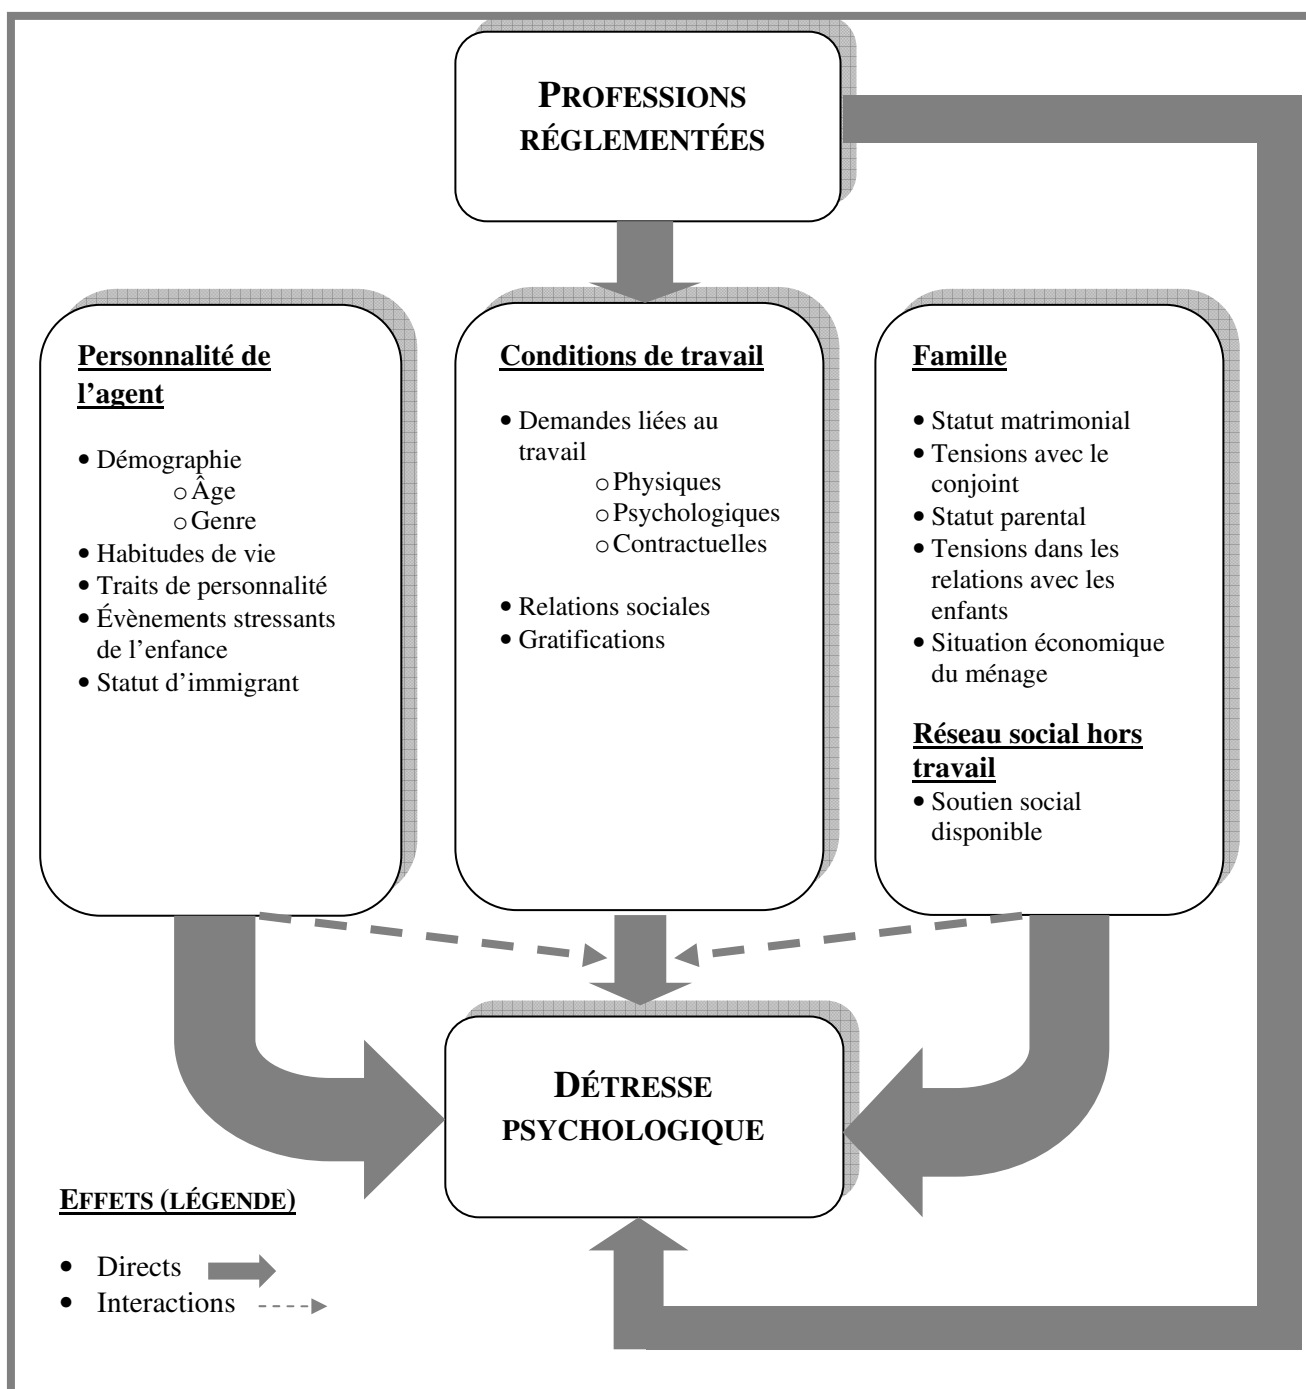 PROFESSIONS
RÉGLEMENTÉES
Personnalité de
l’agent
• Démographie
o Âge
o Genre
• Habitudes de vie
• Traits de personnalité
• Évènements stressants
de l’enfance
• Statut d’immigrant
Conditions de travail
• Demandes liées au
travail
o Physiques
o Psychologiques
o Contractuelles
• Relations sociales
• Gratifications
Famille
• Statut matrimonial
• Tensions avec le
conjoint
• Statut parental
• Tensions dans les
relations avec les
enfants
• Situation économique
du ménage
Réseau social hors
travail
• Soutien social
disponible
DÉTRESSE
PSYCHOLOGIQUE
EFFETS (LÉGENDE)
• Directs
• Interactions